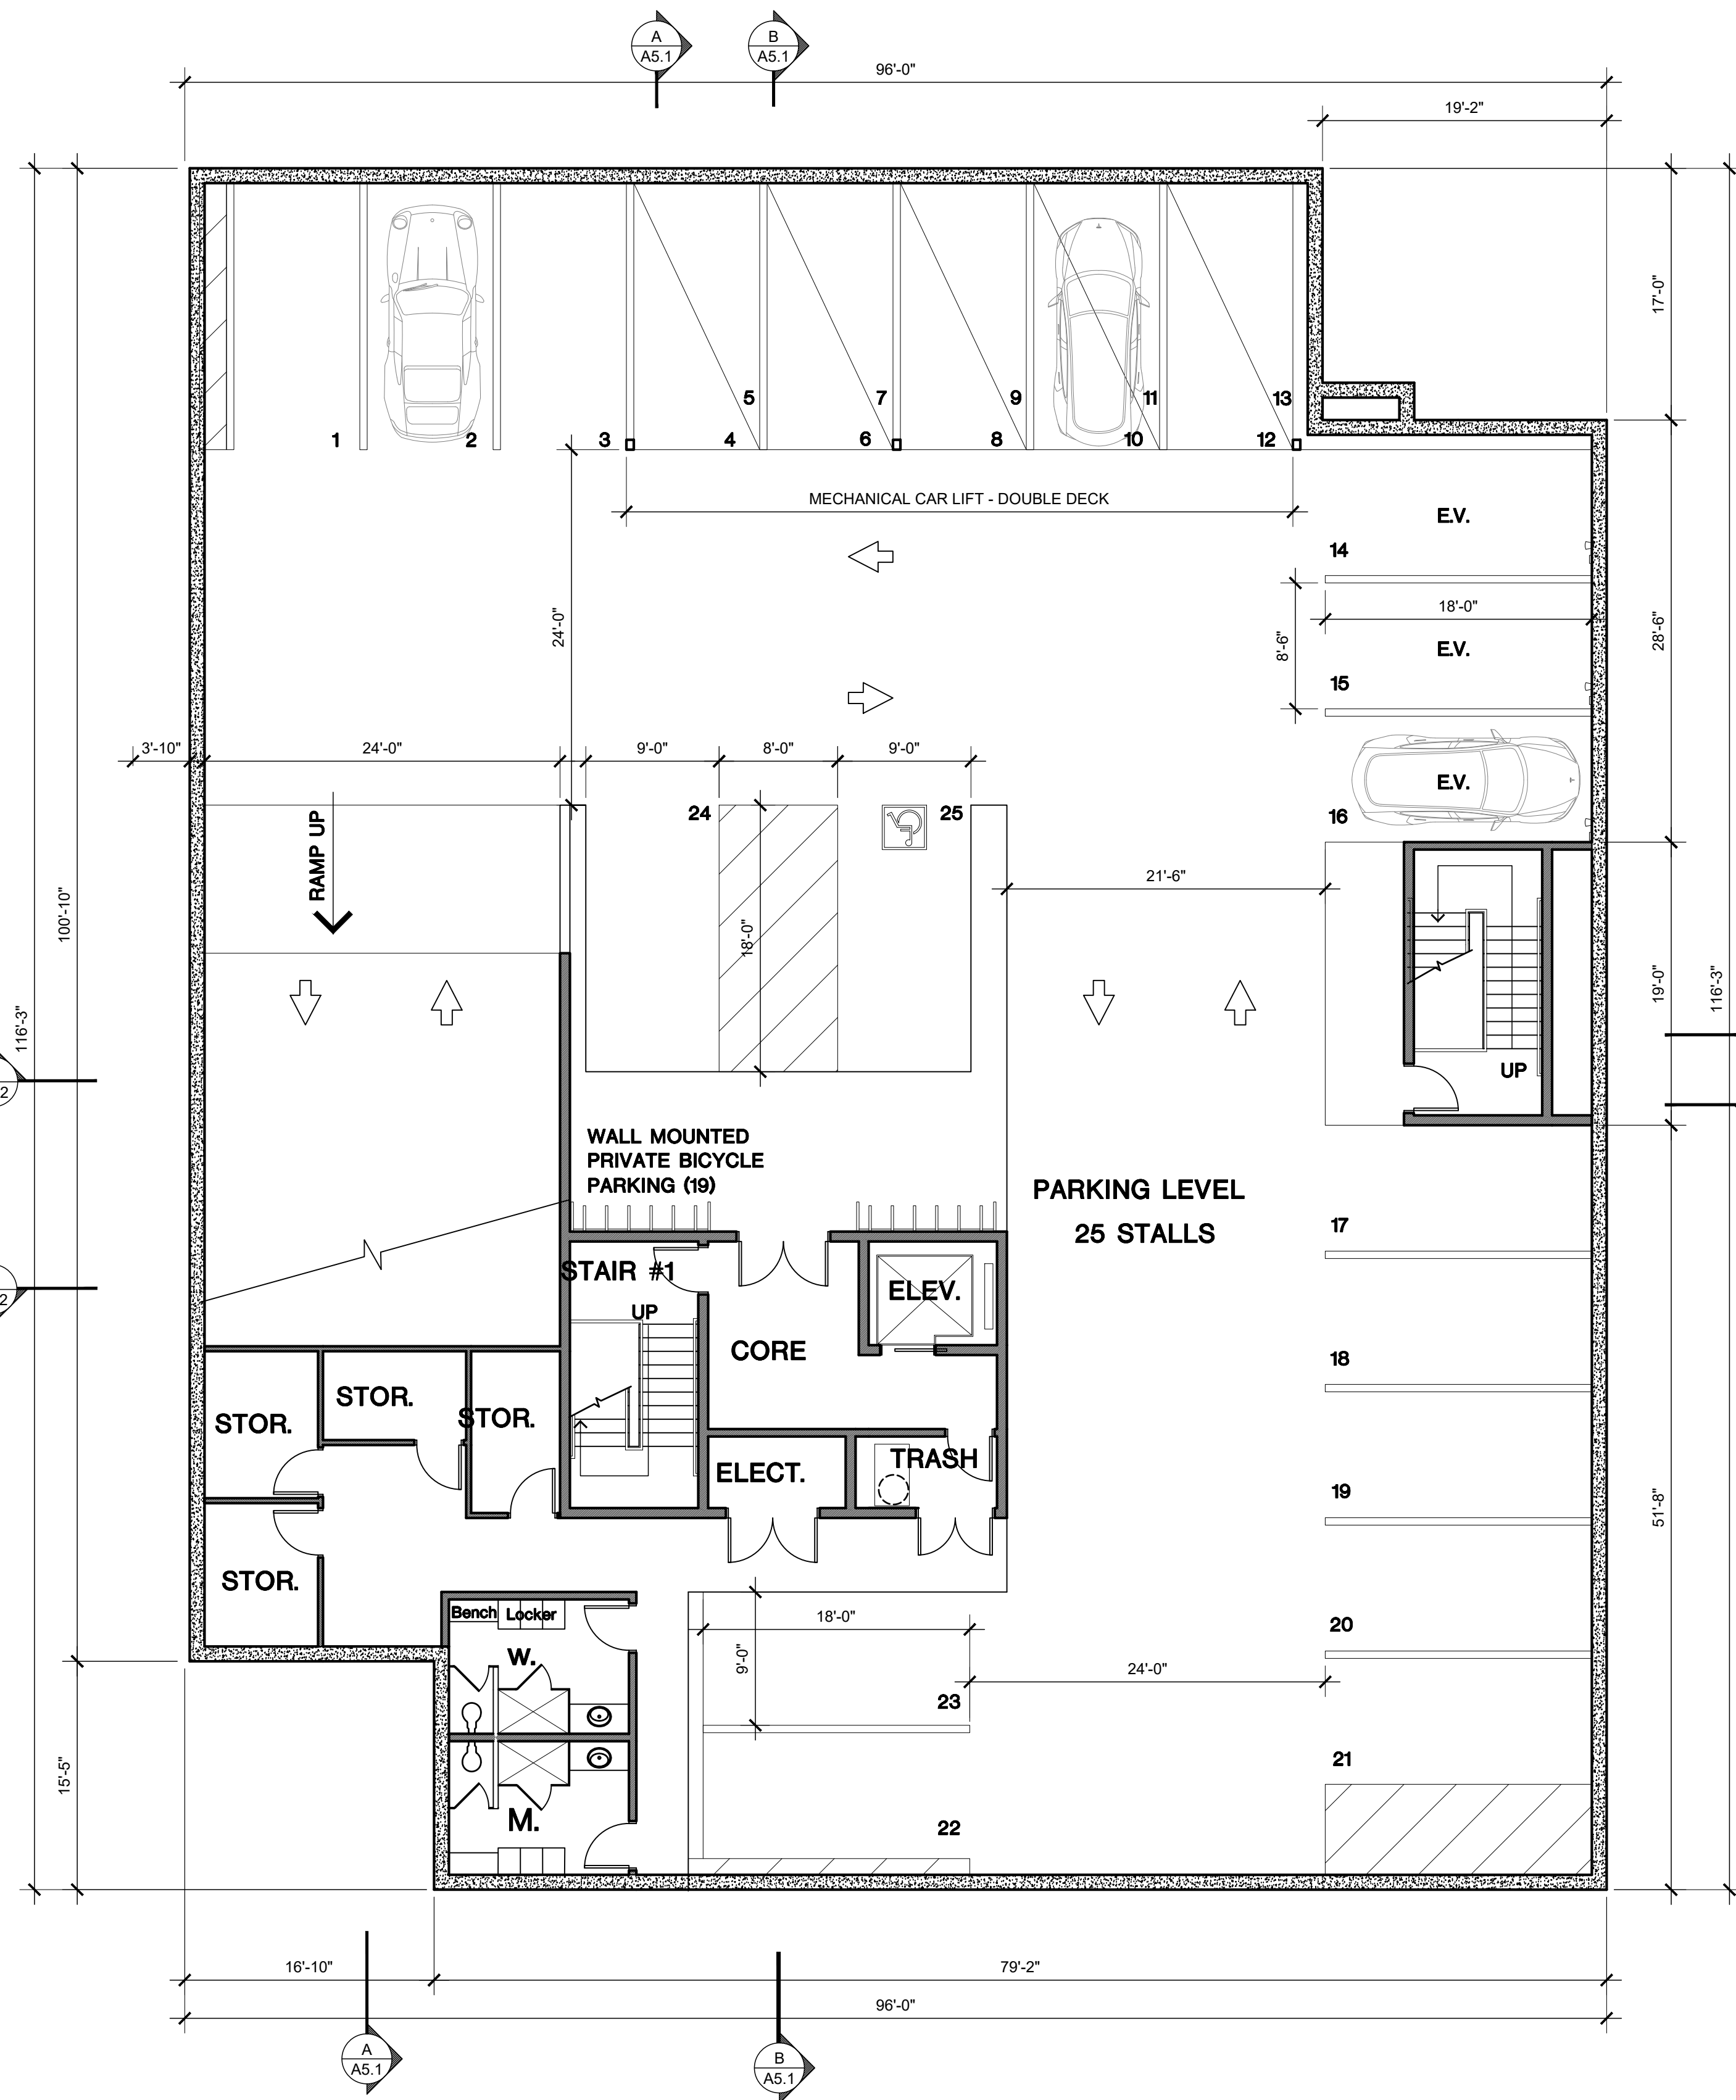 A
A5.1
B
A5.1
96'-0"
19'-2"
17'-0"
5
7
9
11
13
1
2
3
4
6
8
10
12
MECHANICAL CAR LIFT - DOUBLE DECK
E.V.
14
18'-0"
24'-0"
8'-6"
28'-6"
E.V.
15
3'-10"
24'-0"
9'-0"
8'-0"
9'-0"
E.V.
16
24
25
RAMP UP
100'-10"
21'-6"
18'-0"
116'-3"
19'-0"
116'-3"
UP
2
WALL MOUNTED
PRIVATE BICYCLE
PARKING (19)
PARKING LEVEL
25 STALLS
17
STAIR #1
ELEV.
2
UP
CORE
18
STOR.
STOR.
STOR.
ELECT.
TRASH
19
51'-8"
STOR.
Bench
Locker
18'-0"
20
W.
9'-0"
24'-0"
23
21
15'-5"
M.
22
16'-10"
79'-2"
96'-0"
A
A5.1
B
A5.1